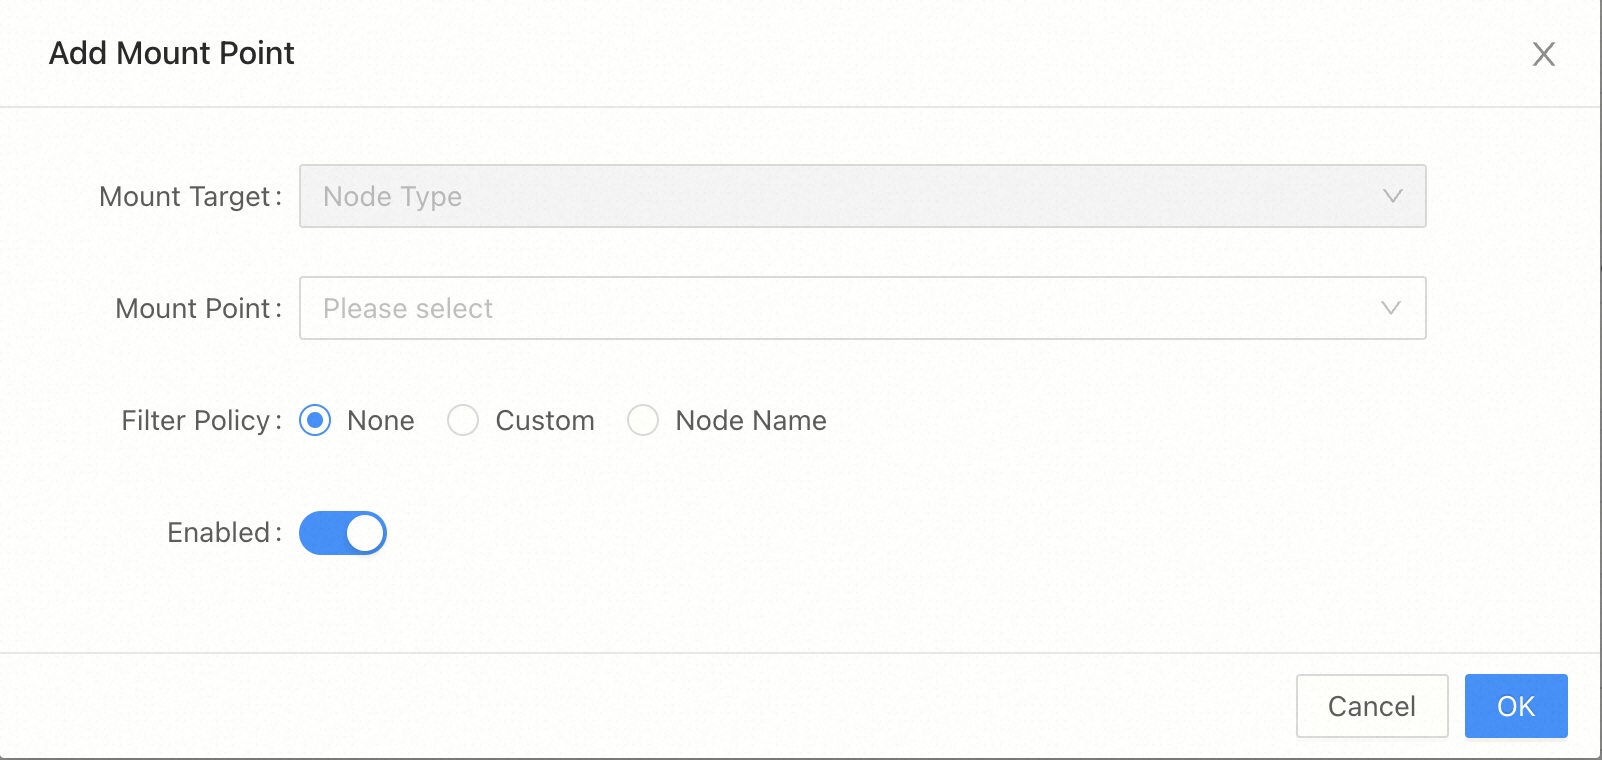 Add Mount Point
Mount Target: Node Type
Mount Point: Please select
Filter Policy: None Custom Node Name
Enabled:
Cancel OK